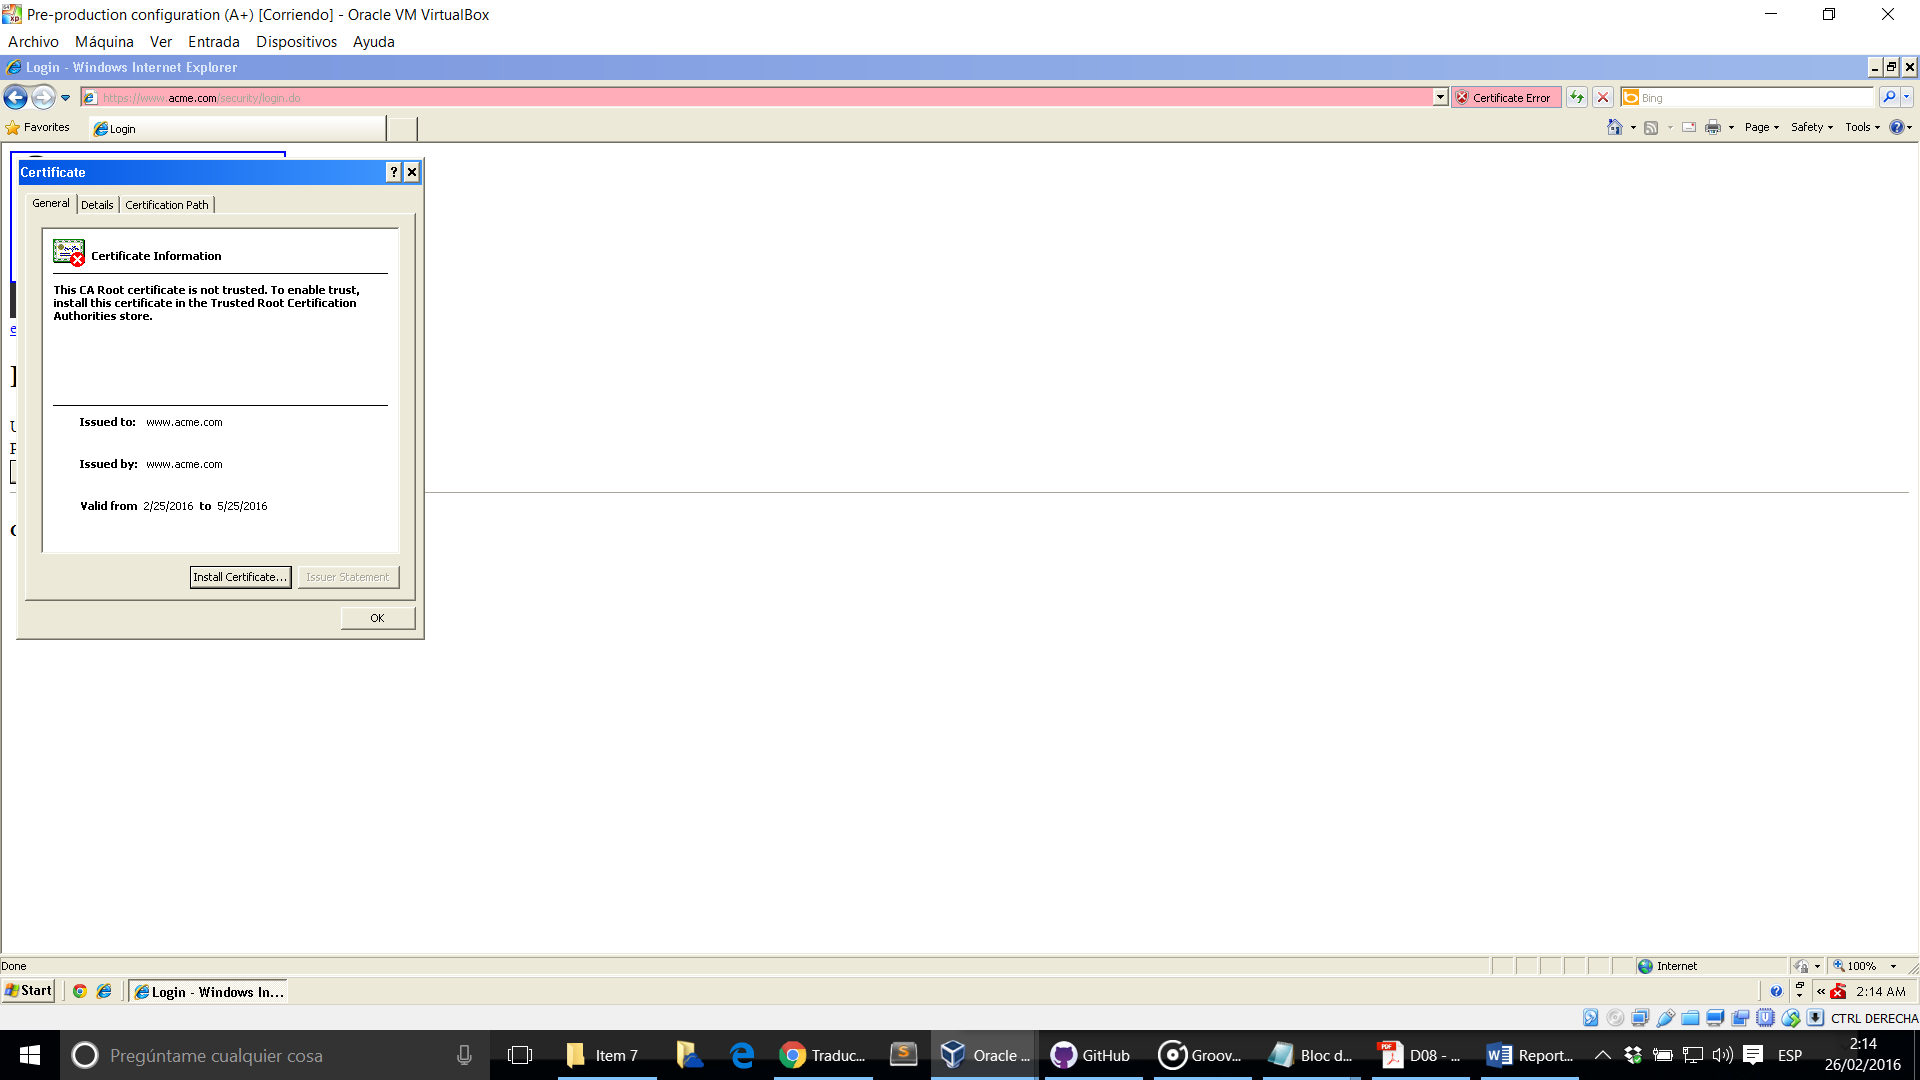 Pre-production configuration (A+) [Corriendo] - Oracle VM VirtualBox
Archivo Máquina Ver Entrada Dispositivos Ayuda
Login - Windows Internet Explorer
https://www.acme.com/security/login.do Certificate Error Bing
Favorites Login Page Safety Tools
Certificate
General Details Certification Path
Certificate Information
This CA Root certificate is not trusted. To enable trust,
install this certificate in the Trusted Root Certification
Authorities store.
Issued to: www.acme.com
Issued by: www.acme.com
Valid from 2/25/2016 to 5/25/2016
Install Certificate... Issuer Statement
OK
Done Internet 100%
Start Login - Windows In... « 2:14 AM
CTRL DERECHA
Pregúntame cualquier cosa Item 7 Traduc... Oracle ... GitHub Groov... Bloc d... D08 - ... Report... ESP 2:14
26/02/2016